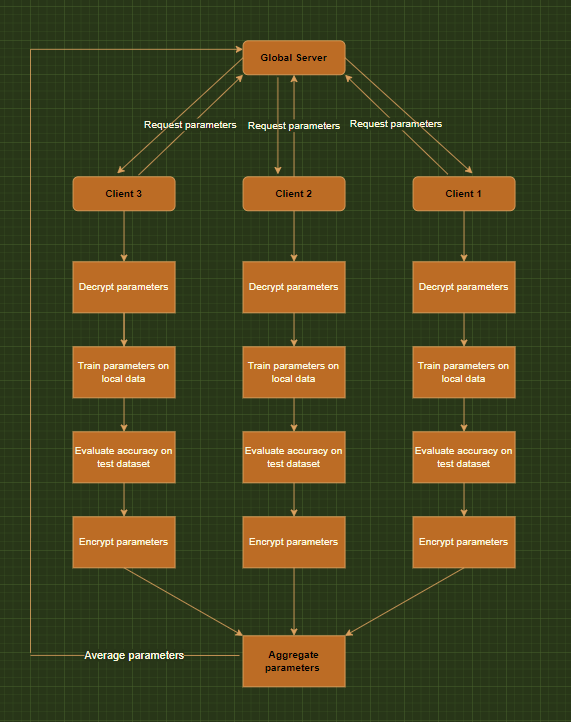 Global Server
Request parameters
Request parameters
Request parameters
Client 3
Client 2
Client 1
Decrypt parameters
Decrypt parameters
Decrypt parameters
Train parameters on
local data
Train parameters on
local data
Train parameters on
local data
Evaluate accuracy on
test dataset
Evaluate accuracy on
test dataset
Evaluate accuracy on
test dataset
Encrypt parameters
Encrypt parameters
Encrypt parameters
Average parameters
Aggregate
parameters